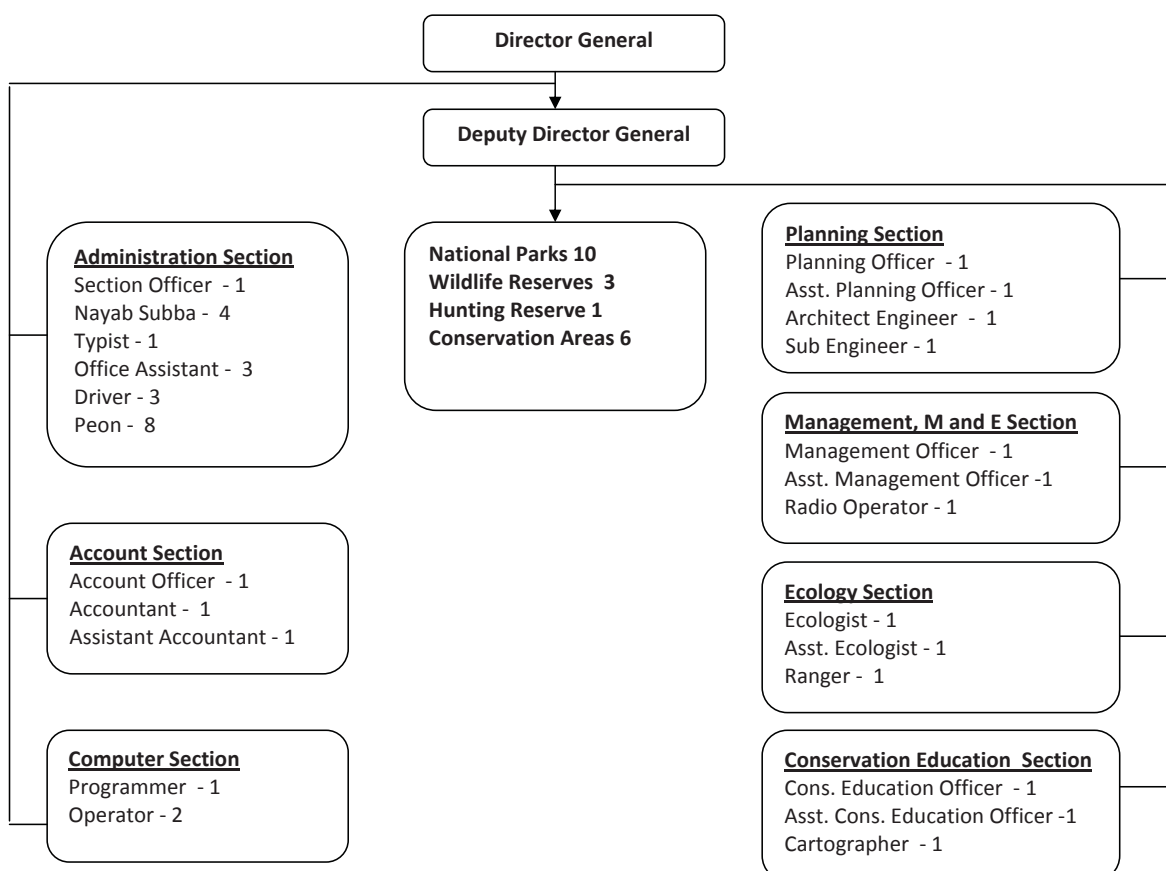 Director General
Deputy Director General
Administration Section
Section Officer - 1
Nayab Subba - 4
Typist - 1
Office Assistant - 3
Driver - 3
Peon - 8
Account Section
Account Officer - 1
Accountant - 1
Assistant Accountant - 1
Computer Section
Programmer - 1
Operator - 2
National Parks 10
Wildlife Reserves 3
Hunting Reserve 1
Conservation Areas 6
Planning Section
Planning Officer - 1
Asst. Planning Officer - 1
Architect Engineer - 1
Sub Engineer - 1
Management, M and E Section
Management Officer - 1
Asst. Management Officer -1
Radio Operator - 1
Ecology Section
Ecologist - 1
Asst. Ecologist - 1
Ranger - 1
Conservation Education Section
Cons. Education Officer - 1
Asst. Cons. Education Officer -1
Cartographer - 1